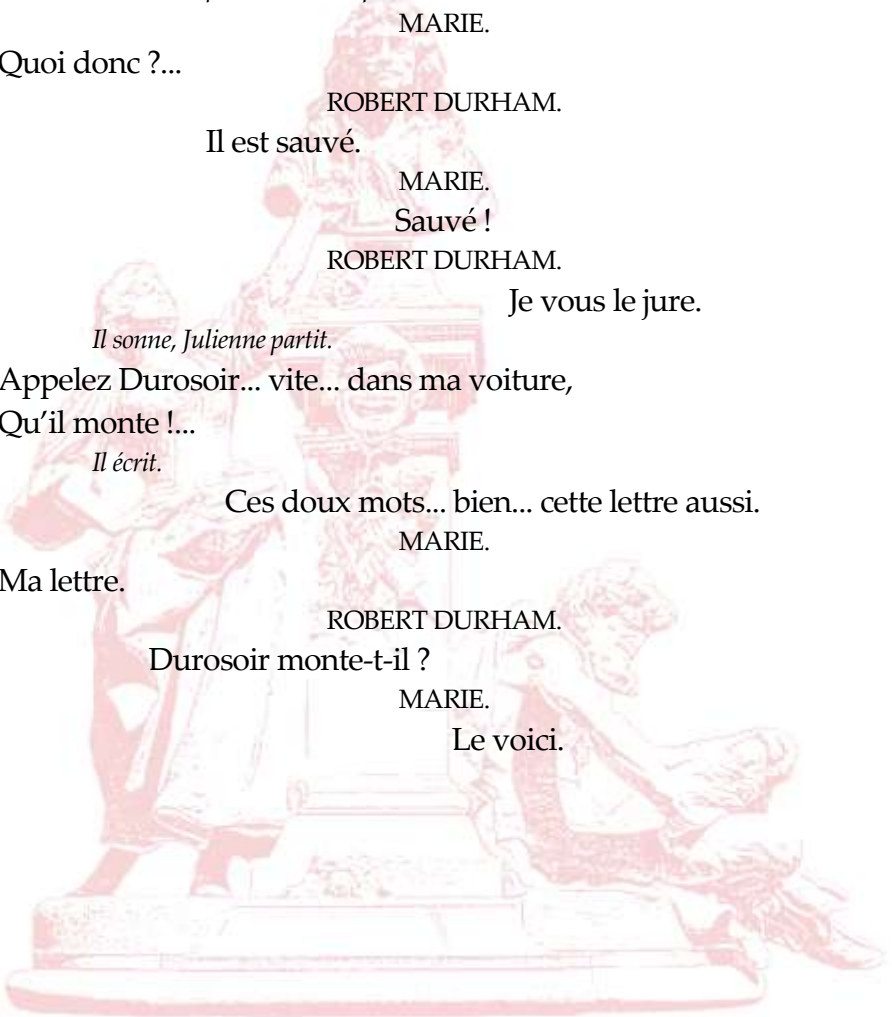 MARIE.
Quoi donc ?...
ROBERT DURHAM.
Il est sauvé.
MARIE.
Sauvé !
ROBERT DURHAM.
Je vous le jure.
Il sonne, Julienne partit.
Appelez Durosoir... vite... dans ma voiture,
Qu’il monte !...
Il écrit.
Ces doux mots... bien... cette lettre aussi.
MARIE.
Ma lettre.
ROBERT DURHAM.
Durosoir monte-t-il ?
MARIE.
Le voici.